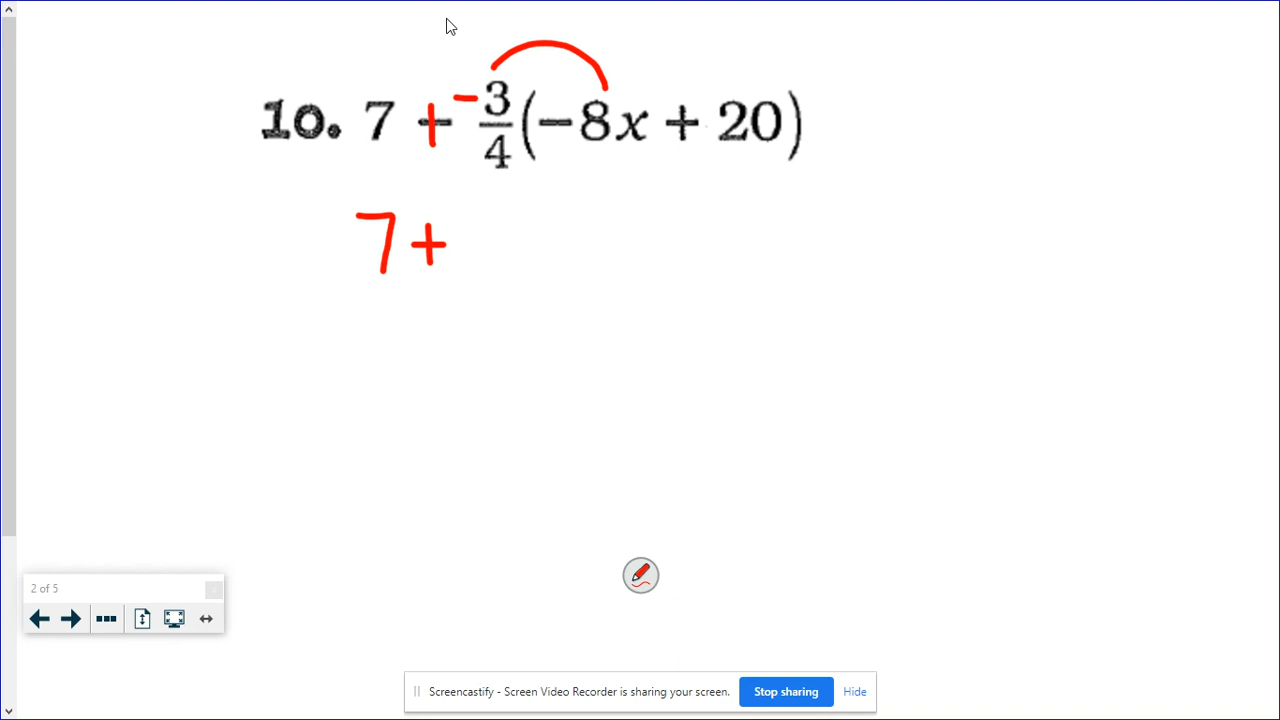 10. 7 + -3/4(-8x + 20)
7 +
2 of 5
Screencastify - Screen Video Recorder is sharing your screen. Stop sharing Hide